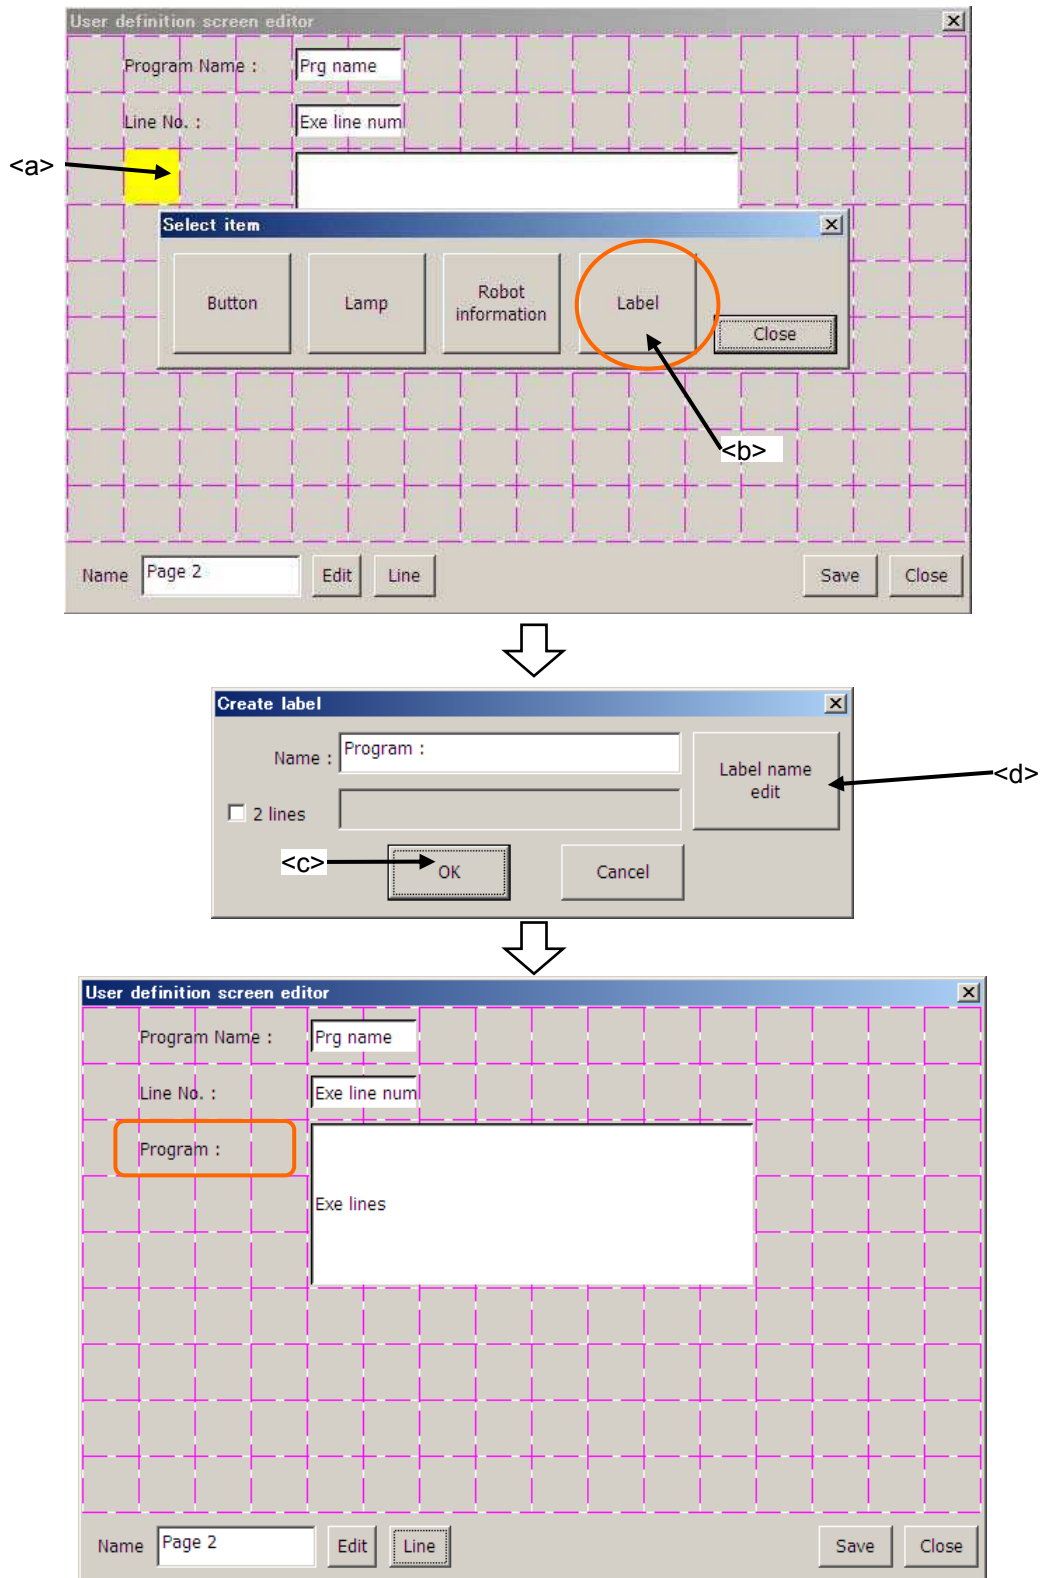 User definition screen editor
Program Name :
Prg name
Line No. :
Exe line num
<a>
Select item
Button
Lamp
Robot
information
Label
Close
<b>
Name
Page 2
Edit
Line
Save
Close
Create label
Name :
Program :
Label name
edit
<d>
2 lines
<c>
OK
Cancel
User definition screen editor
Program Name :
Prg name
Line No. :
Exe line num
Program :
Exe lines
Name
Page 2
Edit
Line
Save
Close